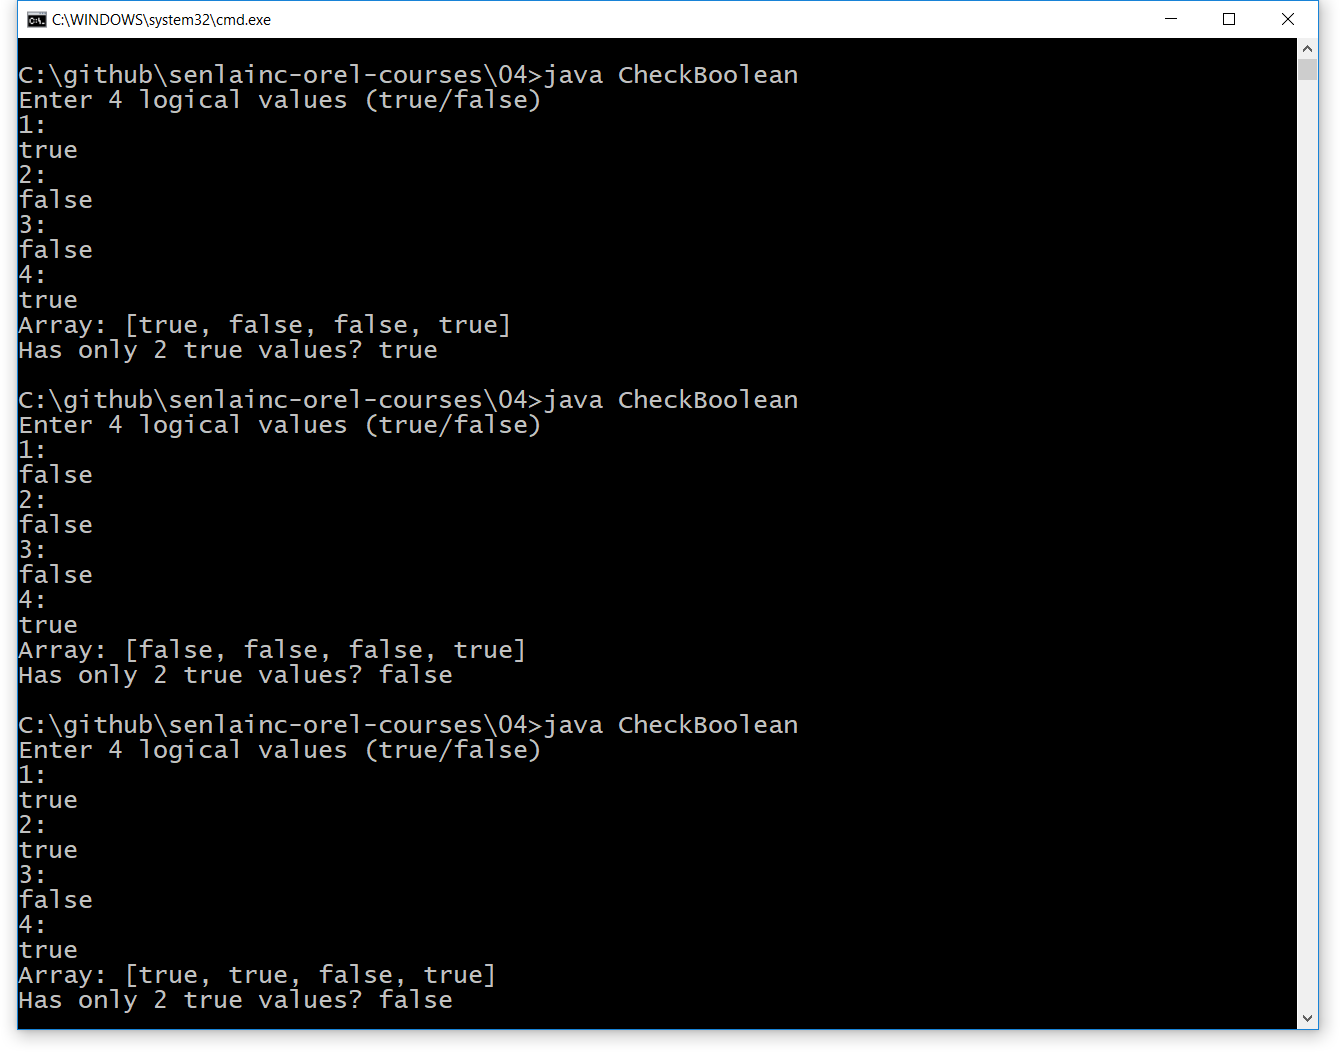 C:\WINDOWS\system32\cmd.exe
C:\github\senlainc-orel-courses\04>java CheckBoolean
Enter 4 logical values (true/false)
1:
true
2:
false
3:
false
4:
true
Array: [true, false, false, true]
Has only 2 true values? true
C:\github\senlainc-orel-courses\04>java CheckBoolean
Enter 4 logical values (true/false)
1:
false
2:
false
3:
false
4:
true
Array: [false, false, false, true]
Has only 2 true values? false
C:\github\senlainc-orel-courses\04>java CheckBoolean
Enter 4 logical values (true/false)
1:
true
2:
true
3:
false
4:
true
Array: [true, true, false, true]
Has only 2 true values? false